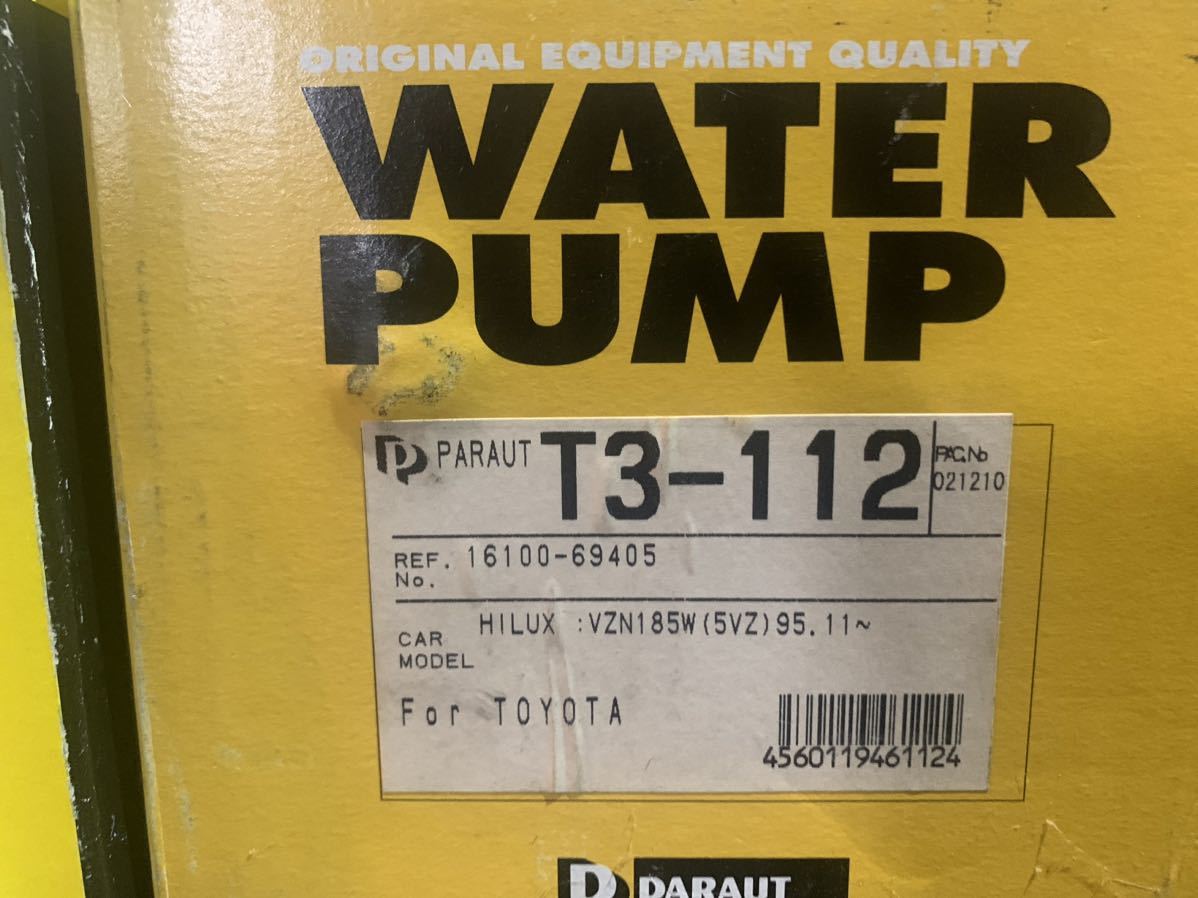 ORIGINAL EQUIPMENT QUALITY
WATER
PUMP
PARAUT T3-112
PAC.No
021210
REF. No. 16100-69405
CAR MODEL HILUX :VZN185W(5VZ)95.11~
For TOYOTA
4560119461124
PARAUT